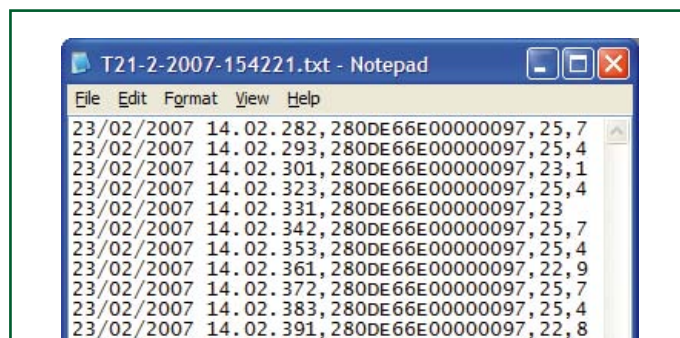 T21-2-2007-154221.txt - Notepad
File Edit Format View Help
23/02/2007 14.02.282,280DE66E00000097,25,7
23/02/2007 14.02.293,280DE66E00000097,25,4
23/02/2007 14.02.301,280DE66E00000097,23,1
23/02/2007 14.02.323,280DE66E00000097,25,4
23/02/2007 14.02.331,280DE66E00000097,23
23/02/2007 14.02.342,280DE66E00000097,25,7
23/02/2007 14.02.353,280DE66E00000097,25,4
23/02/2007 14.02.361,280DE66E00000097,22,9
23/02/2007 14.02.372,280DE66E00000097,25,7
23/02/2007 14.02.383,280DE66E00000097,25,4
23/02/2007 14.02.391,280DE66E00000097,22,8